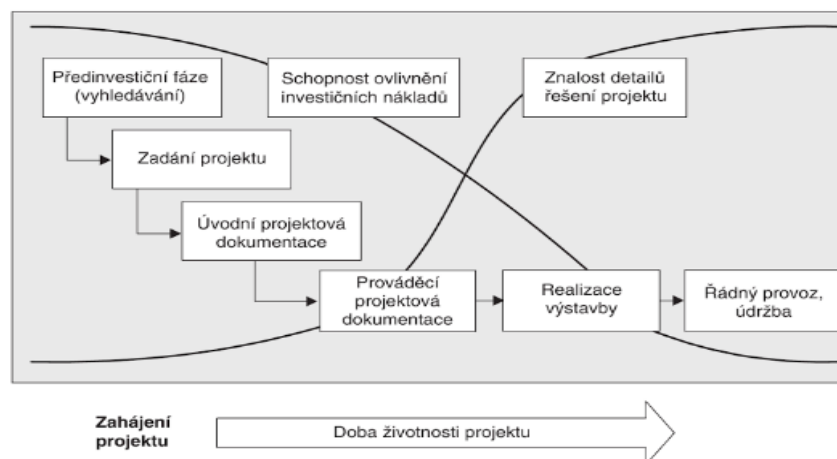 Předinvestiční fáze
(vyhledávání)
Schopnost ovlivnění
investičních nákladů
Znalost detailů
řešení projektu
Zadání projektu
Úvodní projektová
dokumentace
Prováděcí
projektová
dokumentace
Realizace
výstavby
Řádný provoz,
údržba
Zahájení
projektu
Doba životnosti projektu